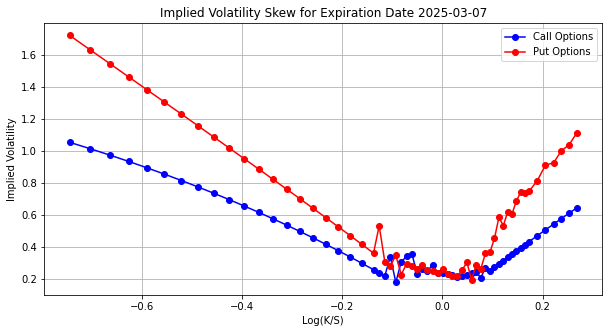 Implied Volatility Skew for Expiration Date 2025-03-07
Call Options
Put Options
Implied Volatility
1.6
1.4
1.2
1.0
0.8
0.6
0.4
0.2
−0.6 −0.4 −0.2 0.0 0.2
Log(K/S)